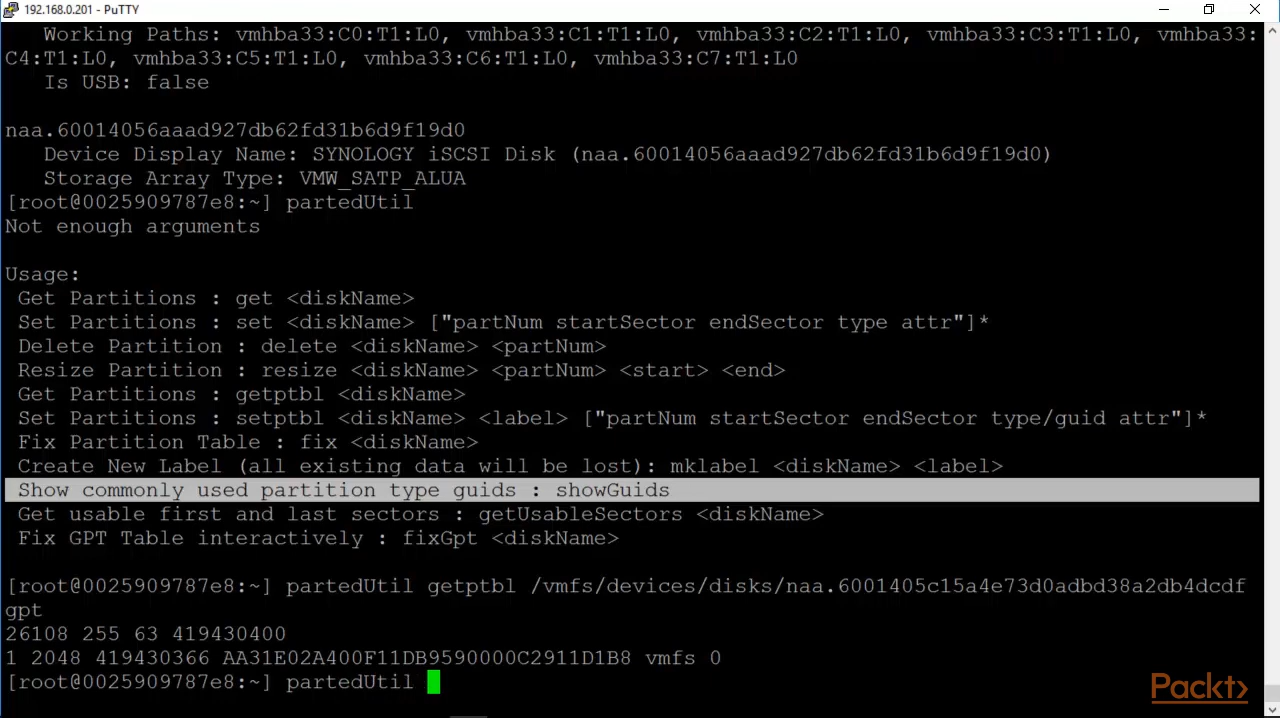 192.168.0.201 - PuTTY
Working Paths: vmhba33:C0:T1:L0, vmhba33:C1:T1:L0, vmhba33:C2:T1:L0, vmhba33:C3:T1:L0, vmhba33:
C4:T1:L0, vmhba33:C5:T1:L0, vmhba33:C6:T1:L0, vmhba33:C7:T1:L0
Is USB: false
naa.60014056aaad927db62fd31b6d9f19d0
Device Display Name: SYNOLOGY iSCSI Disk (naa.60014056aaad927db62fd31b6d9f19d0)
Storage Array Type: VMW_SATP_ALUA
[root@0025909787e8:~] partedUtil
Not enough arguments
Usage:
Get Partitions : get <diskName>
Set Partitions : set <diskName> ["partNum startSector endSector type attr"]*
Delete Partition : delete <diskName> <partNum>
Resize Partition : resize <diskName> <partNum> <start> <end>
Get Partitions : getptbl <diskName>
Set Partitions : setptbl <diskName> <label> ["partNum startSector endSector type/guid attr"]*
Fix Partition Table : fix <diskName>
Create New Label (all existing data will be lost): mklabel <diskName> <label>
Show commonly used partition type guids : showGuids
Get usable first and last sectors : getUsableSectors <diskName>
Fix GPT Table interactively : fixGpt <diskName>
[root@0025909787e8:~] partedUtil getptbl /vmfs/devices/disks/naa.6001405c15a4e73d0adbd38a2db4dcdf
gpt
26108 255 63 419430400
1 2048 419430366 AA31E02A400F11DB9590000C2911D1B8 vmfs 0
[root@0025909787e8:~] partedUtil
Packt>